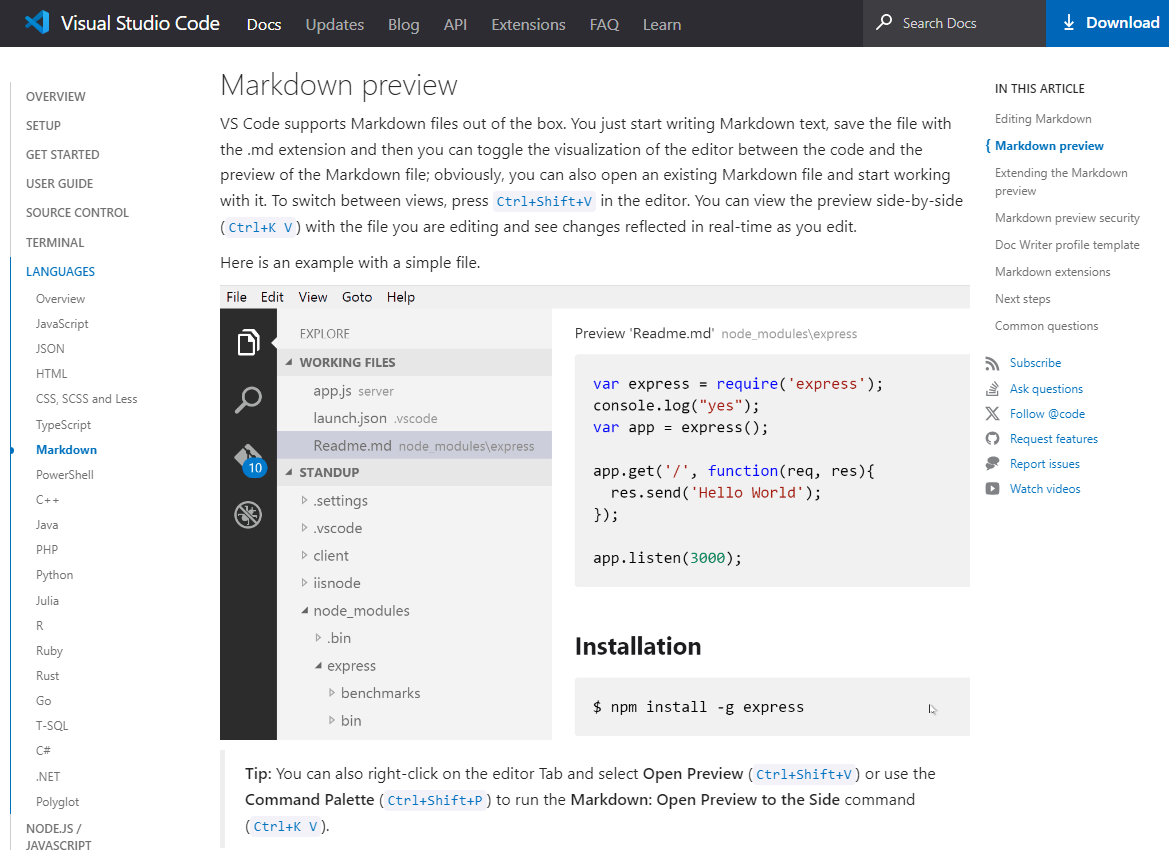 Visual Studio Code Docs Updates Blog API Extensions FAQ Learn Search Docs Download
OVERVIEW
SETUP
GET STARTED
USER GUIDE
SOURCE CONTROL
TERMINAL
LANGUAGES
Overview
JavaScript
JSON
HTML
CSS, SCSS and Less
TypeScript
Markdown
PowerShell
C++
Java
PHP
Python
Julia
R
Ruby
Rust
Go
T-SQL
C#
.NET
Polyglot
NODE.JS /
JAVASCRIPT
Markdown preview
VS Code supports Markdown files out of the box. You just start writing Markdown text, save the file with
the .md extension and then you can toggle the visualization of the editor between the code and the
preview of the Markdown file; obviously, you can also open an existing Markdown file and start working
with it. To switch between views, press Ctrl+Shift+V in the editor. You can view the preview side-by-side
(Ctrl+K V) with the file you are editing and see changes reflected in real-time as you edit.
Here is an example with a simple file.
File Edit View Goto Help
EXPLORE
WORKING FILES
app.js server
launch.json .vscode
Readme.md node_modules\express
10
STANDUP
.settings
.vscode
client
iisnode
node_modules
.bin
express
benchmarks
bin
Preview 'Readme.md' node_modules\express
var express = require('express');
console.log("yes");
var app = express();
app.get('/', function(req, res){
res.send('Hello World');
});
app.listen(3000);
Installation
$ npm install -g express
Tip: You can also right-click on the editor Tab and select Open Preview (Ctrl+Shift+V) or use the
Command Palette (Ctrl+Shift+P) to run the Markdown: Open Preview to the Side command
(Ctrl+K V).
IN THIS ARTICLE
Editing Markdown
{ Markdown preview
Extending the Markdown
preview
Markdown preview security
Doc Writer profile template
Markdown extensions
Next steps
Common questions
Subscribe
Ask questions
Follow @code
Request features
Report issues
Watch videos